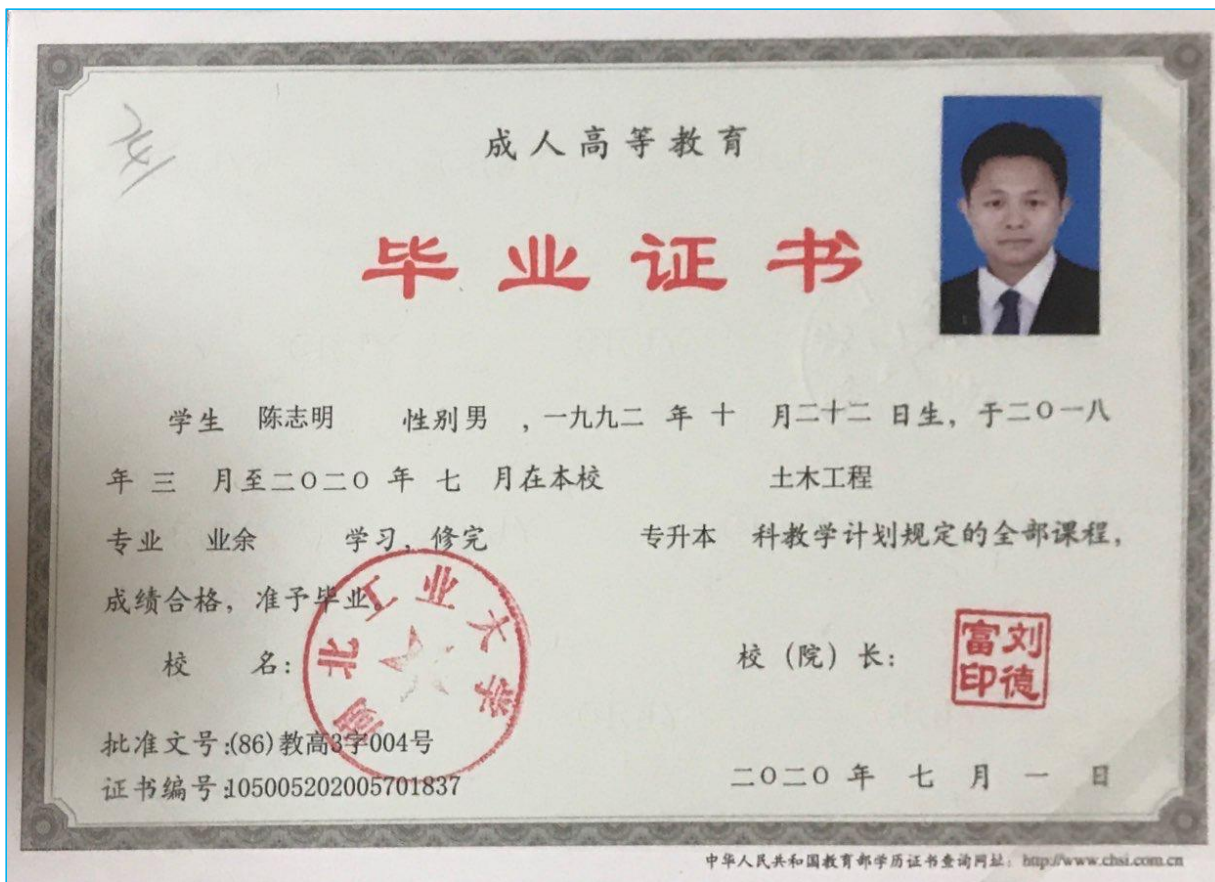 成人高等教育
毕业证书
学生 陈志明 性别 男 , 一九九二 年 十 月二十二 日生, 于二〇一八
年 三 月至二〇二〇 年 七 月在本校 土木工程
专业 业余 学习, 修完 专升本 科教学计划规定的全部课程,
成绩合格, 准予毕业。
校 名: 湖北工业大学
校（院）长: 刘德富印
批准文号:(86)教高3字004号
证书编号:105005202005701837
二〇二〇 年 七 月 一 日
中华人民共和国教育部学历证书查询网址: http://www.chsi.com.cn